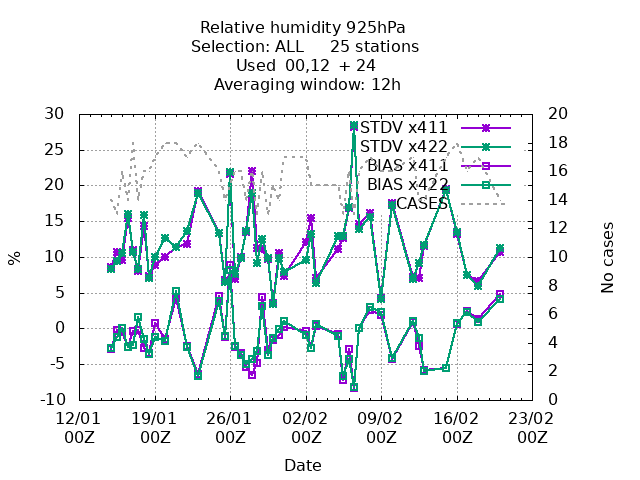 Relative humidity 925hPa
Selection: ALL 25 stations
Used 00,12 + 24
Averaging window: 12h
30 20
25 18
20 16
15 14
10 12
5 10
0 8
-5 6
-10 4
2
0
STDV x411
STDV x422
BIAS x411
BIAS x422
CASES
%
No cases
12/01 19/01 26/01 02/02 09/02 16/02 23/02
00Z 00Z 00Z 00Z 00Z 00Z 00Z
Date